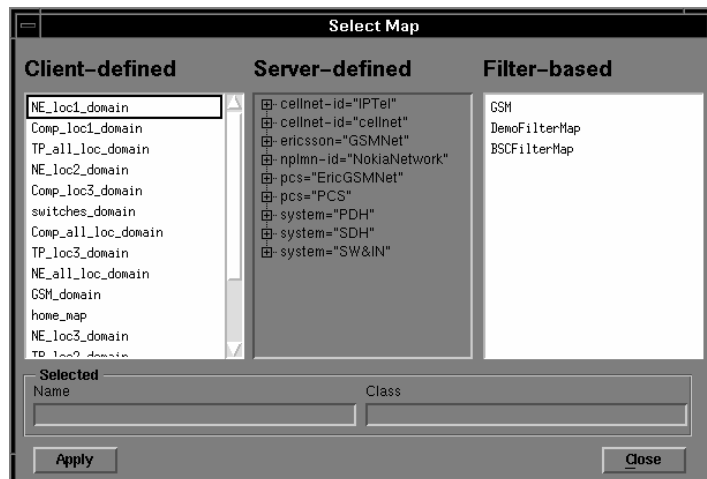 Select Map
Client-defined
NE_loc1_domain
Comp_loc1_domain
TP_all_loc_domain
NE_loc2_domain
Comp_loc3_domain
switches_domain
Comp_all_loc_domain
TP_loc3_domain
NE_all_loc_domain
GSM_domain
home_map
NE_loc3_domain
TP_loc2_domain
Server-defined
cellnet-id="IPTel"
cellnet-id="cellnet"
ericsson="GSMNet"
nplmn-id="NokiaNetwork"
pcs="EricGSMNet"
pcs="PCS"
system="PDH"
system="SDH"
system="SW&IN"
Filter-based
GSM
DemoFilterMap
BSCFilterMap
Selected
Name
Class
Apply
Close